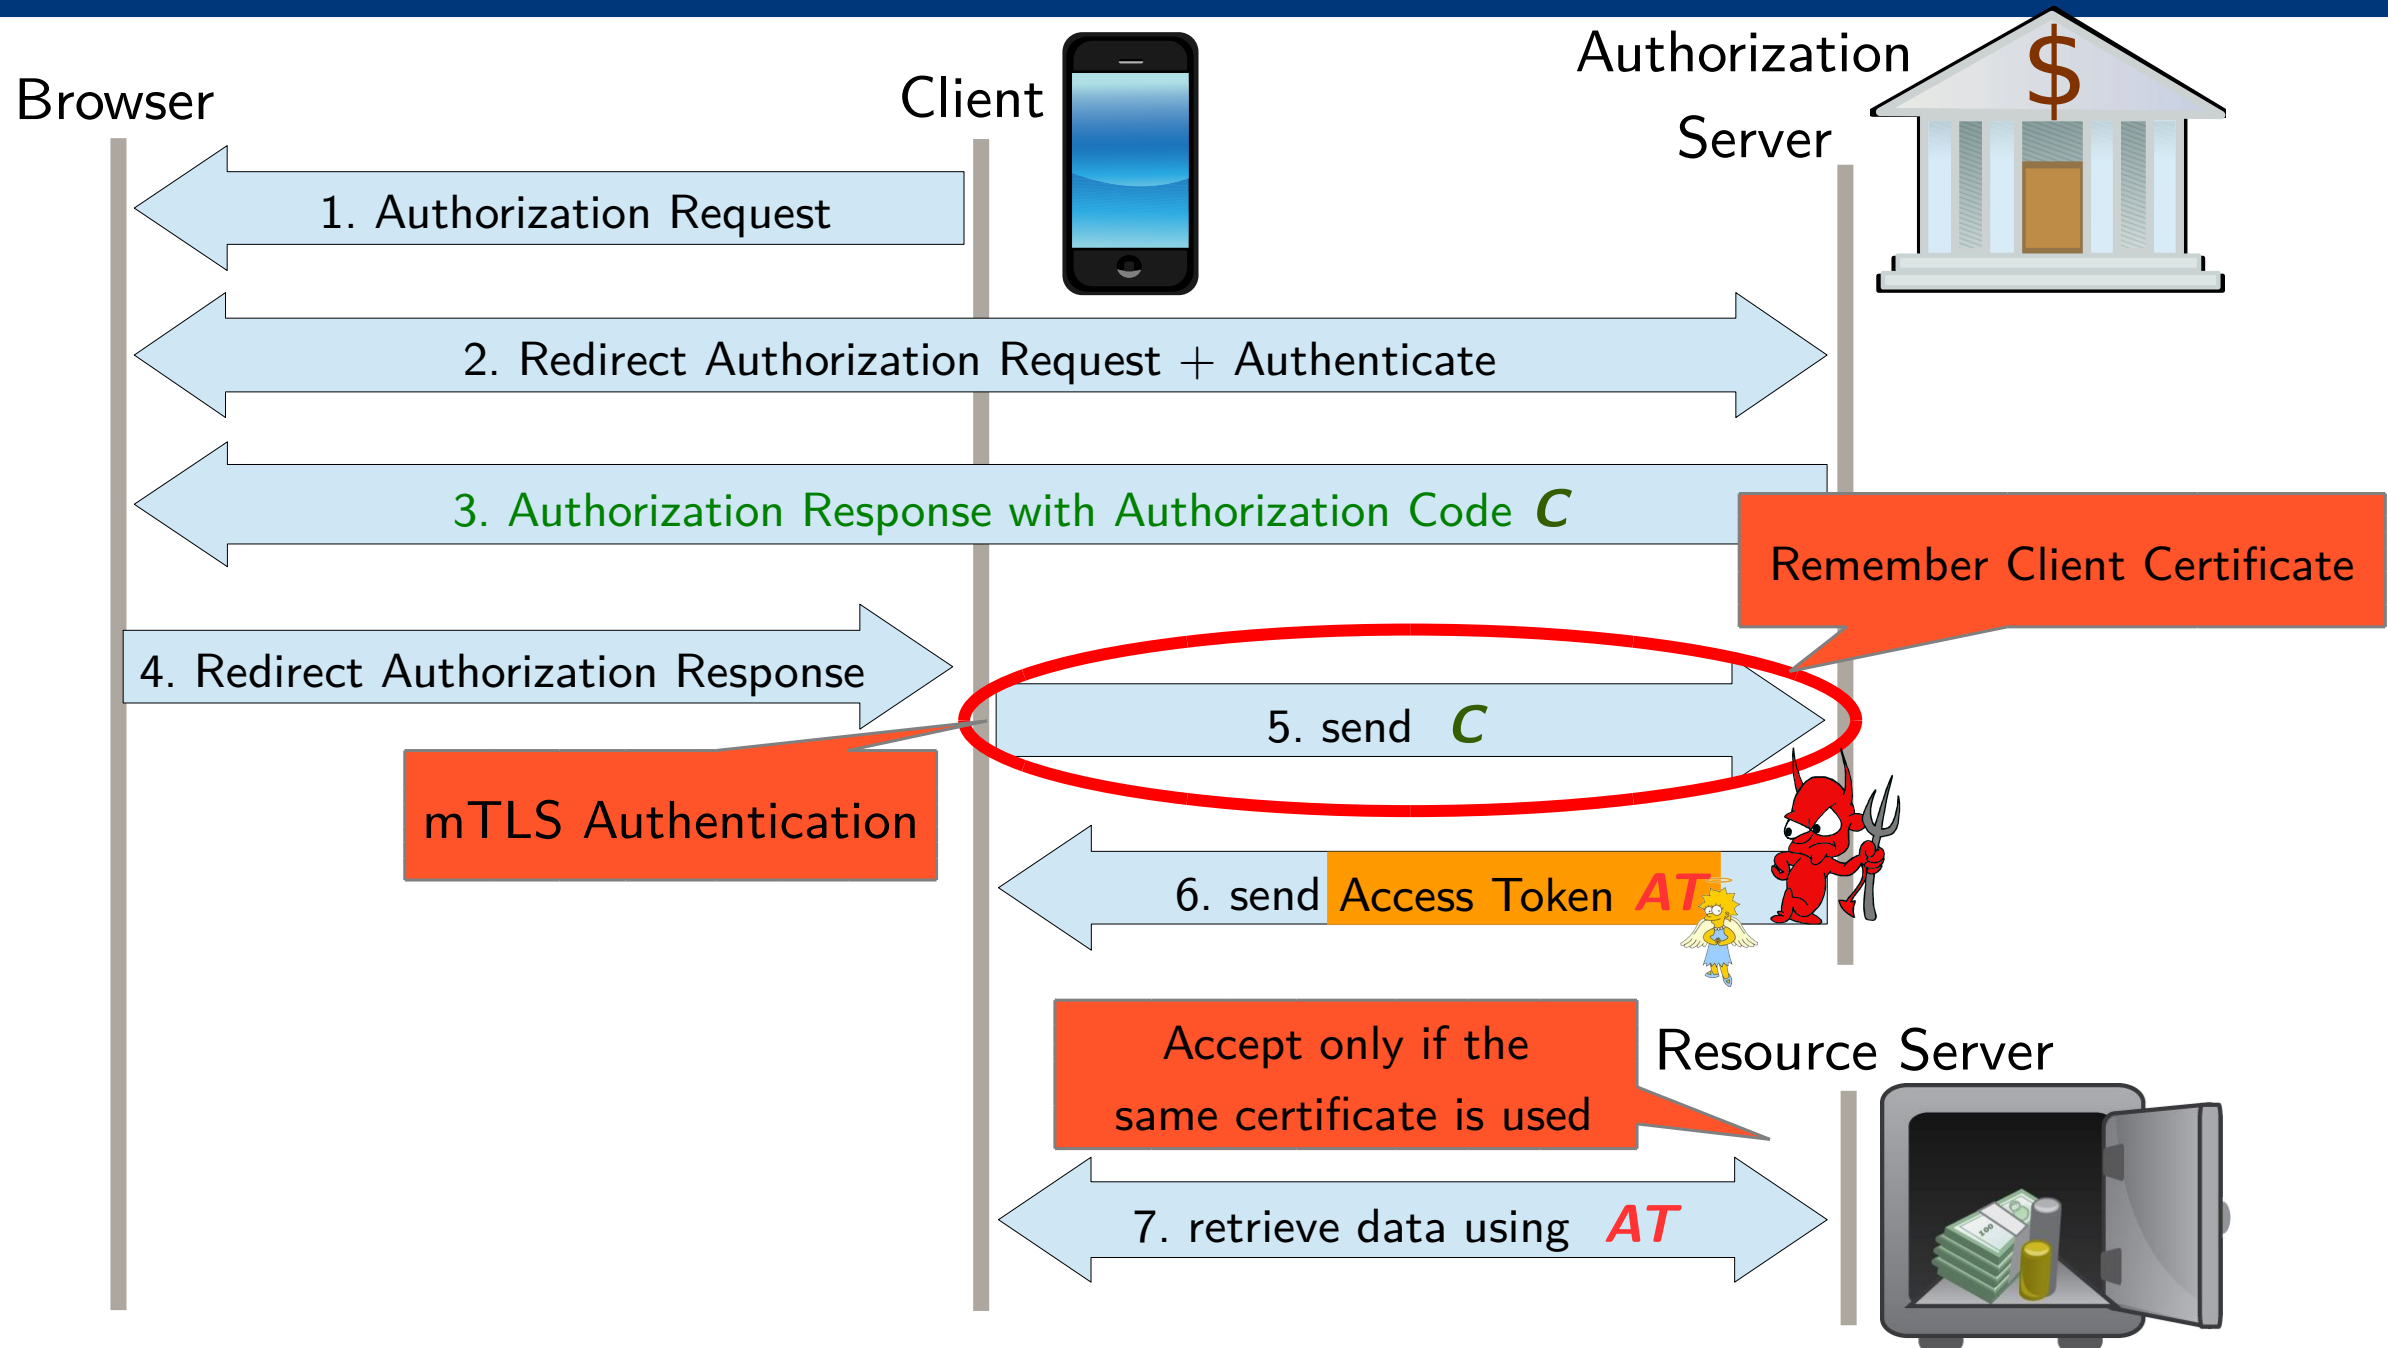 Browser
Client
Authorization
Server
$
1. Authorization Request
2. Redirect Authorization Request + Authenticate
3. Authorization Response with Authorization Code C
Remember Client Certificate
4. Redirect Authorization Response
5. send C
mTLS Authentication
6. send Access Token AT
Accept only if the
same certificate is used
Resource Server
7. retrieve data using AT
100